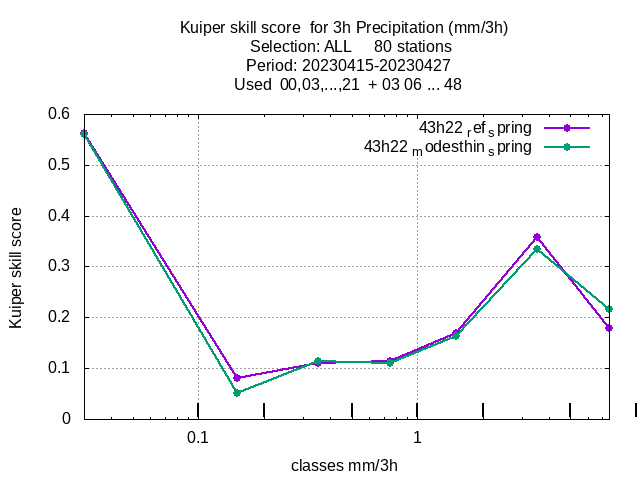 Kuiper skill score  for 3h Precipitation (mm/3h)
Selection: ALL     80 stations
Period: 20230415-20230427
Used  00,03,...,21  + 03 06 ... 48
43h22 ref spring
43h22 modesthin spring
0.6
0.5
0.4
0.3
0.2
0.1
0
Kuiper skill score
0.1
1
classes mm/3h